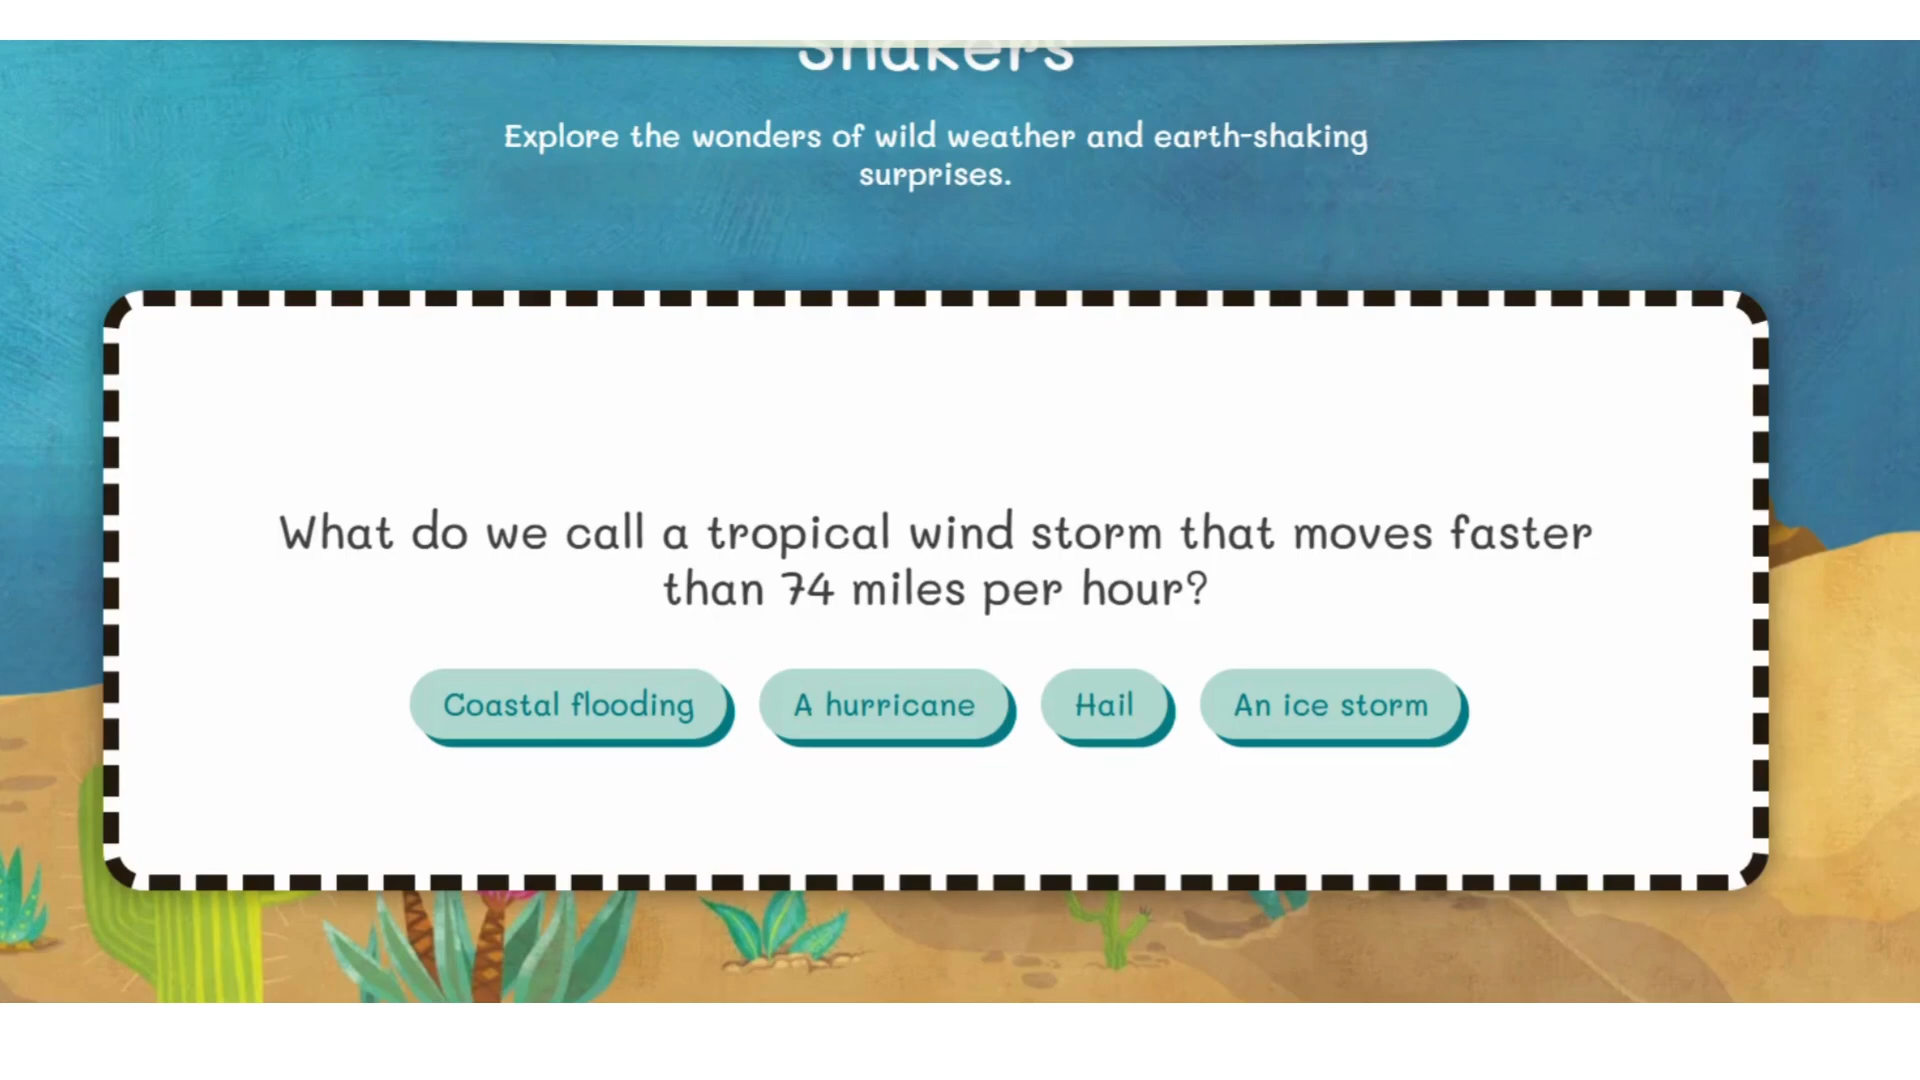 Shakers
Explore the wonders of wild weather and earth-shaking
surprises.
What do we call a tropical wind storm that moves faster
than 74 miles per hour?
Coastal flooding
A hurricane
Hail
An ice storm